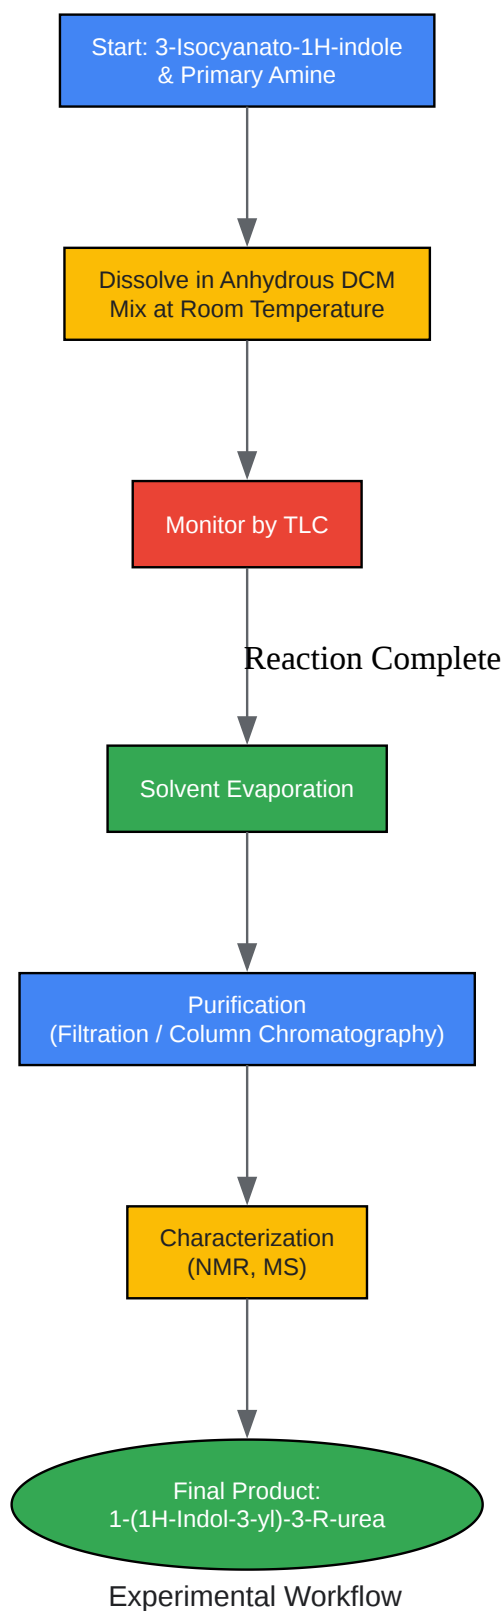 Start: 3-Isocyanato-1H-indole
& Primary Amine
Dissolve in Anhydrous DCM
Mix at Room Temperature
Monitor by TLC
Reaction Complete
Solvent Evaporation
Purification
(Filtration / Column Chromatography)
Characterization
(NMR, MS)
Final Product:
1-(1H-Indol-3-yl)-3-R-urea
Experimental Workflow